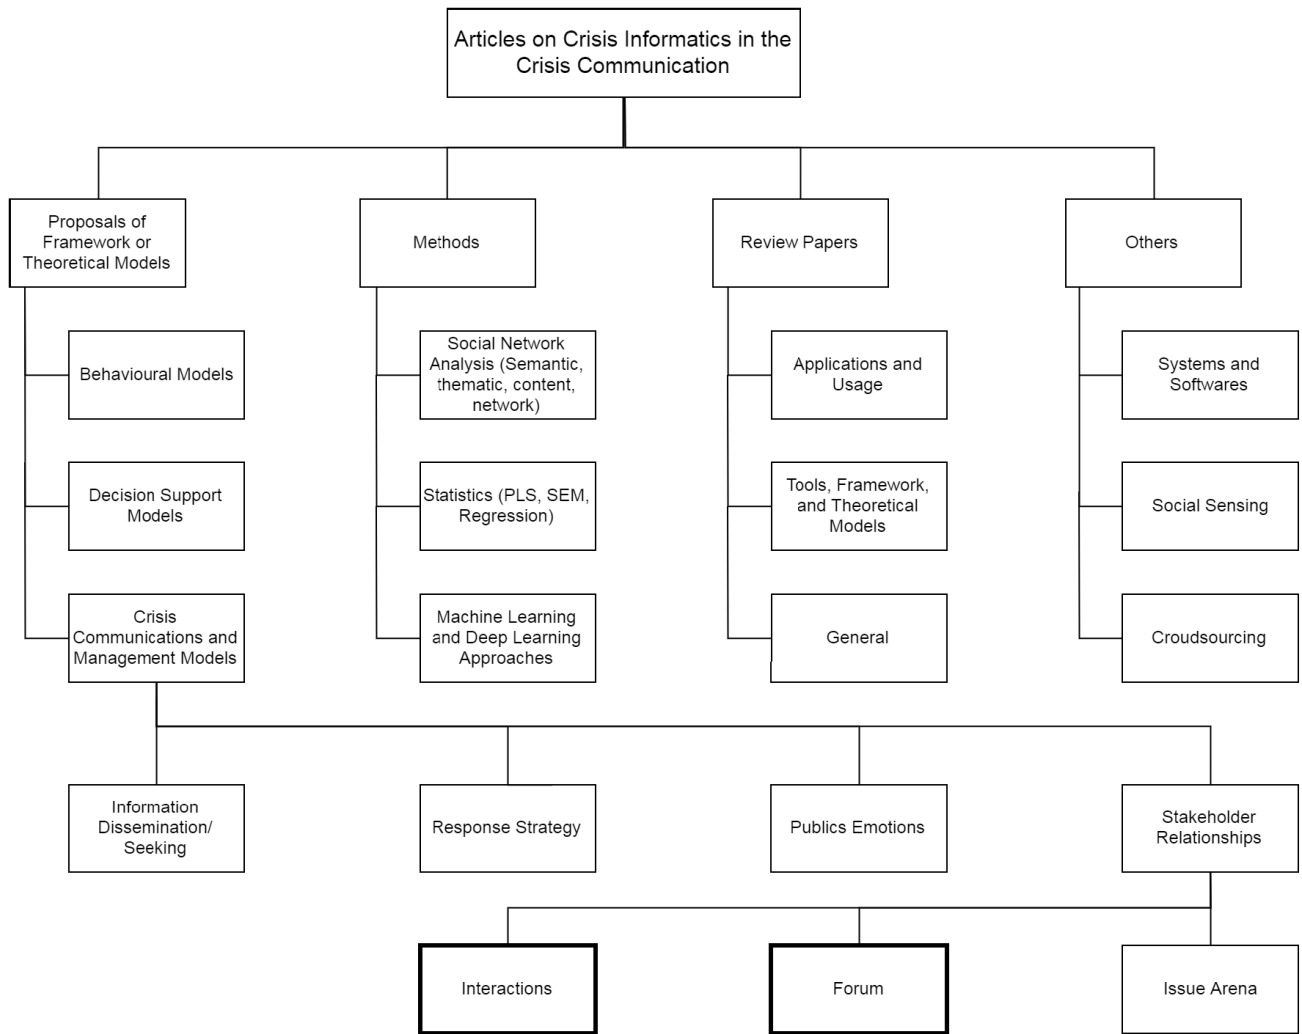 Articles on Crisis Informatics in the
Crisis Communication
Proposals of
Framework or
Theoretical Models
Methods
Review Papers
Others
Behavioural Models
Social Network
Analysis (Semantic,
thematic, content,
network)
Applications and
Usage
Systems and
Softwares
Decision Support
Models
Statistics (PLS, SEM,
Regression)
Tools, Framework,
and Theoretical
Models
Social Sensing
Crisis
Communications and
Management Models
Machine Learning
and Deep Learning
Approaches
General
Croudsourcing
Information
Dissemination/
Seeking
Response Strategy
Publics Emotions
Stakeholder
Relationships
Interactions
Forum
Issue Arena